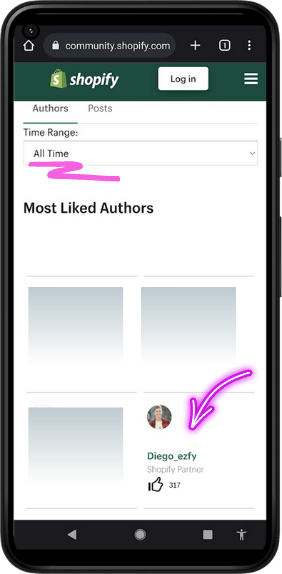 community.shopify.com
1
shopify
Log in
Authors
Posts
Time Range:
All Time
Most Liked Authors
Diego_ezfy
Shopify Partner
317